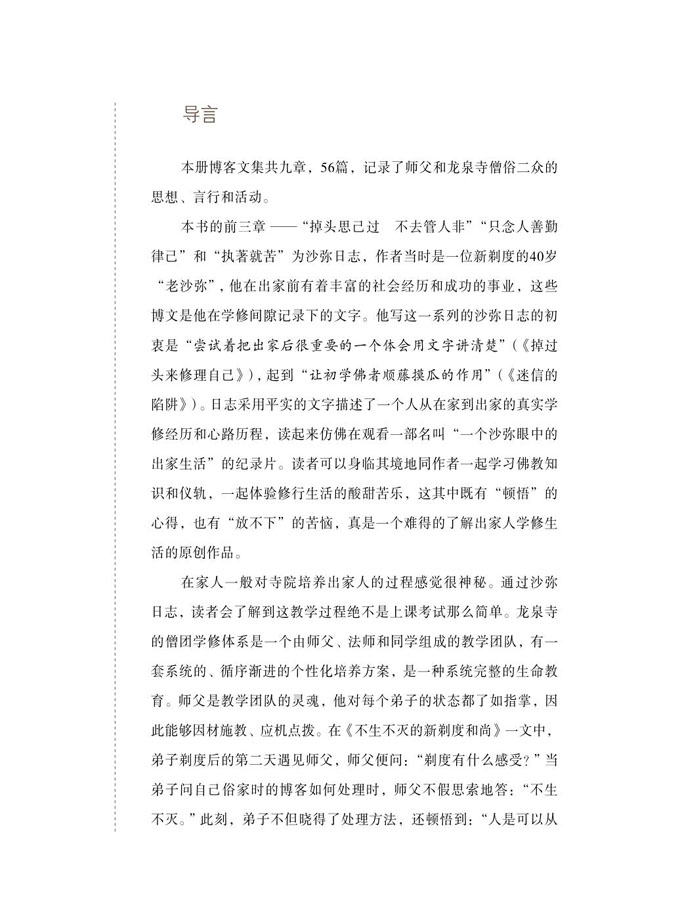 导言
本册博客文集共九章，56篇，记录了师父和龙泉寺僧俗二众的
思想、言行和活动。
本书的前三章 ——“掉头思己过　不去管人非”“只念人善勤
律己”和“执著就苦”为沙弥日志，作者当时是一位新剃度的40岁
“老沙弥”，他在出家前有着丰富的社会经历和成功的事业，这些
博文是他在学修间隙记录下的文字。他写这一系列的沙弥日志的初
衷是“尝试着把出家后很重要的一个体会用文字讲清楚”（《掉过
头来修理自己》），起到“让初学佛者顺藤摸瓜的作用”（《迷信的
陷阱》）。日志采用平实的文字描述了一个人从在家到出家的真实学
修经历和心路历程，读起来仿佛在观看一部名叫“一个沙弥眼中的
出家生活”的纪录片。读者可以身临其境地同作者一起学习佛教知
识和仪轨，一起体验修行生活的酸甜苦乐，这其中既有“顿悟”的
心得，也有“放不下”的苦恼，真是一个难得的了解出家人学修生
活的原创作品。
在家人一般对寺院培养出家人的过程感觉很神秘。通过沙弥
日志，读者会了解到这教学过程绝不是上课考试那么简单。龙泉寺
的僧团学修体系是一个由师父、法师和同学组成的教学团队，有一
套系统的、循序渐进的个性化培养方案，是一种系统完整的生命教
育。师父是教学团队的灵魂，他对每个弟子的状态都了如指掌，因
此能够因材施教、应机点拨。在《不生不灭的新剃度和尚》一文中，
弟子剃度后的第二天遇见师父，师父便问：“剃度有什么感受？”当
弟子问自己俗家时的博客如何处理时，师父不假思索地答：“不生
不灭。”此刻，弟子不但晓得了处理方法，还顿悟到：“人是可以从